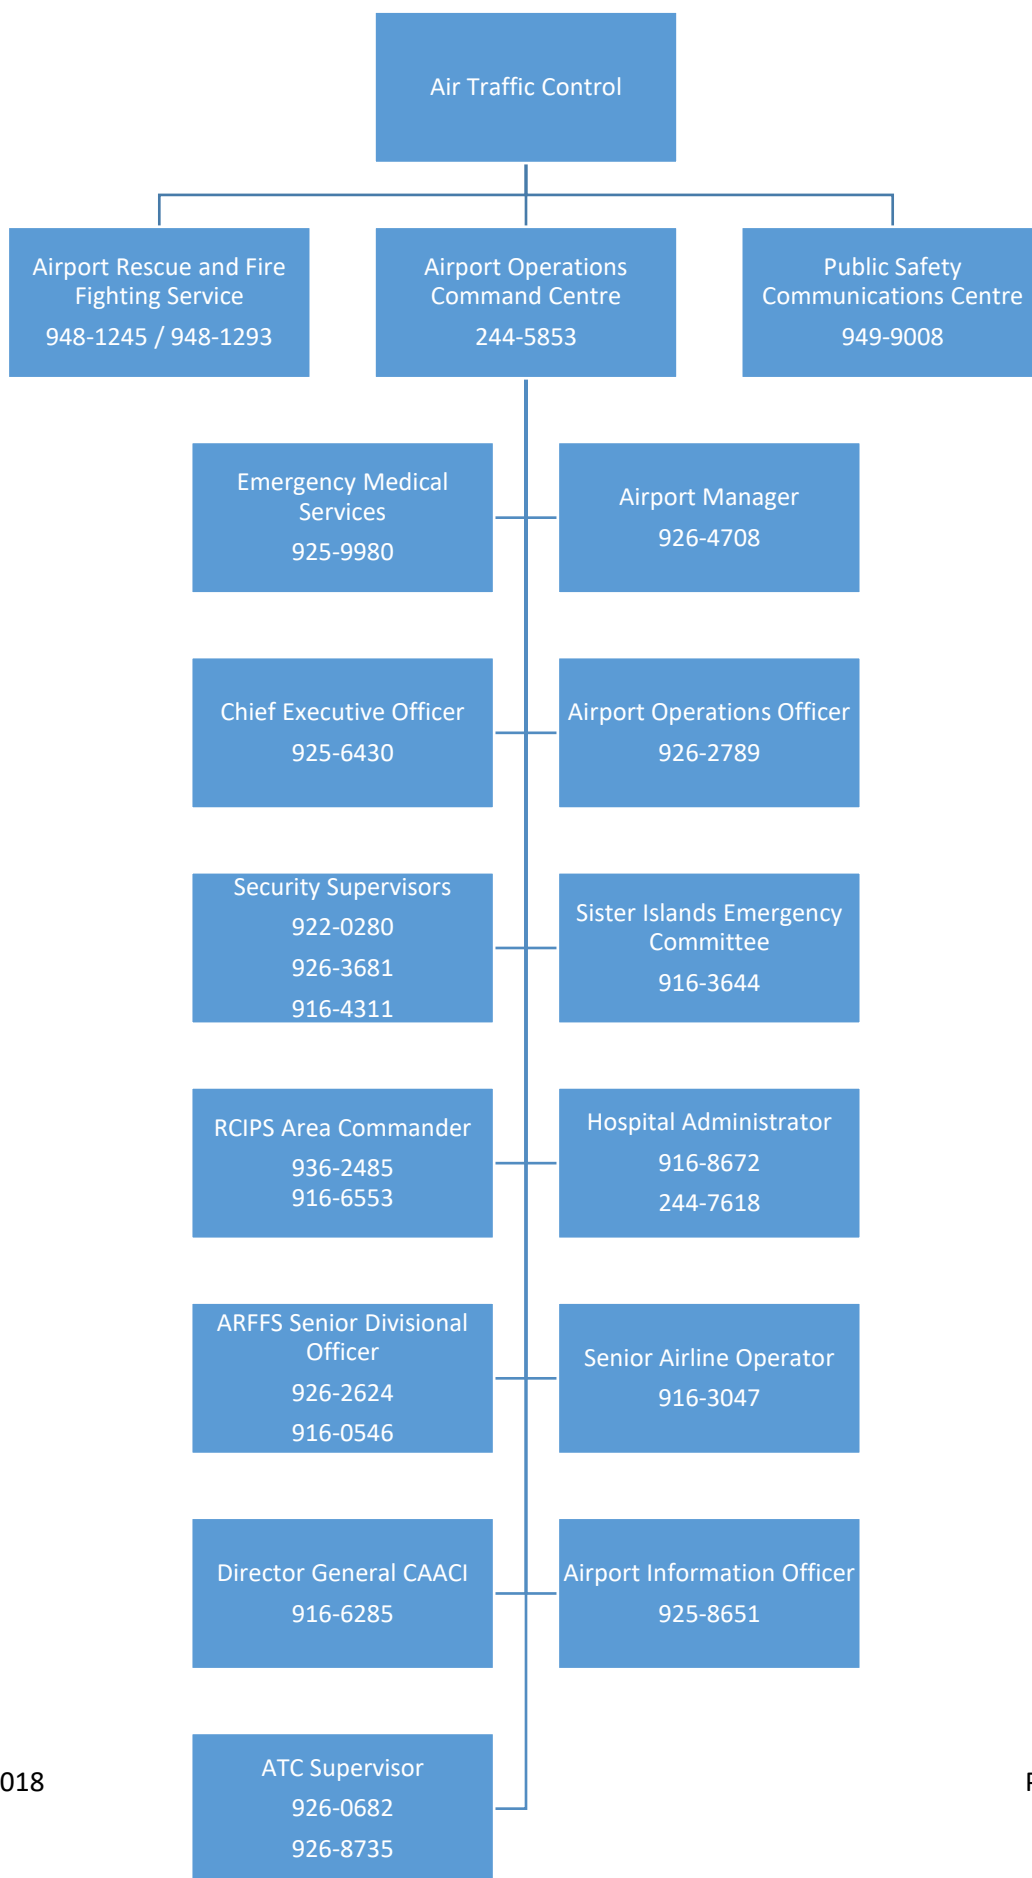 Air Traffic Control
Airport Rescue and Fire
Fighting Service
948-1245 / 948-1293
Airport Operations
Command Centre
244-5853
Public Safety
Communications Centre
949-9008
Emergency Medical
Services
925-9980
Airport Manager
926-4708
Chief Executive Officer
925-6430
Airport Operations Officer
926-2789
Security Supervisors
922-0280
926-3681
916-4311
Sister Islands Emergency
Committee
916-3644
RCIPS Area Commander
936-2485
916-6553
Hospital Administrator
916-8672
244-7618
ARFFS Senior Divisional
Officer
926-2624
916-0546
Senior Airline Operator
916-3047
Director General CAACI
916-6285
Airport Information Officer
925-8651
ATC Supervisor
926-0682
926-8735
018